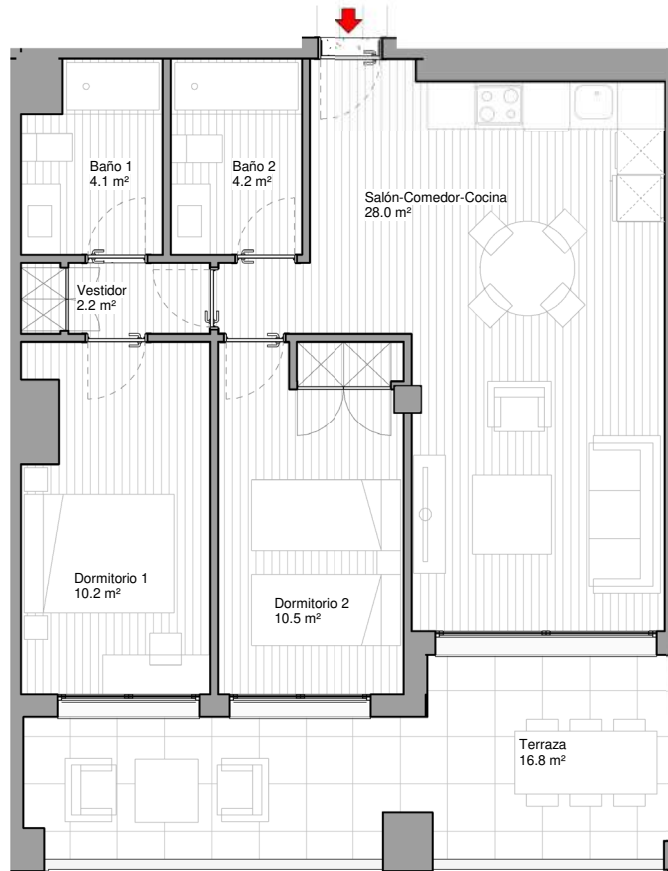 Baño 1
4.1 m²
Baño 2
4.2 m²
Salón-Comedor-Cocina
28.0 m²
Vestidor
2.2 m²
Dormitorio 1
10.2 m²
Dormitorio 2
10.5 m²
Terraza
16.8 m²